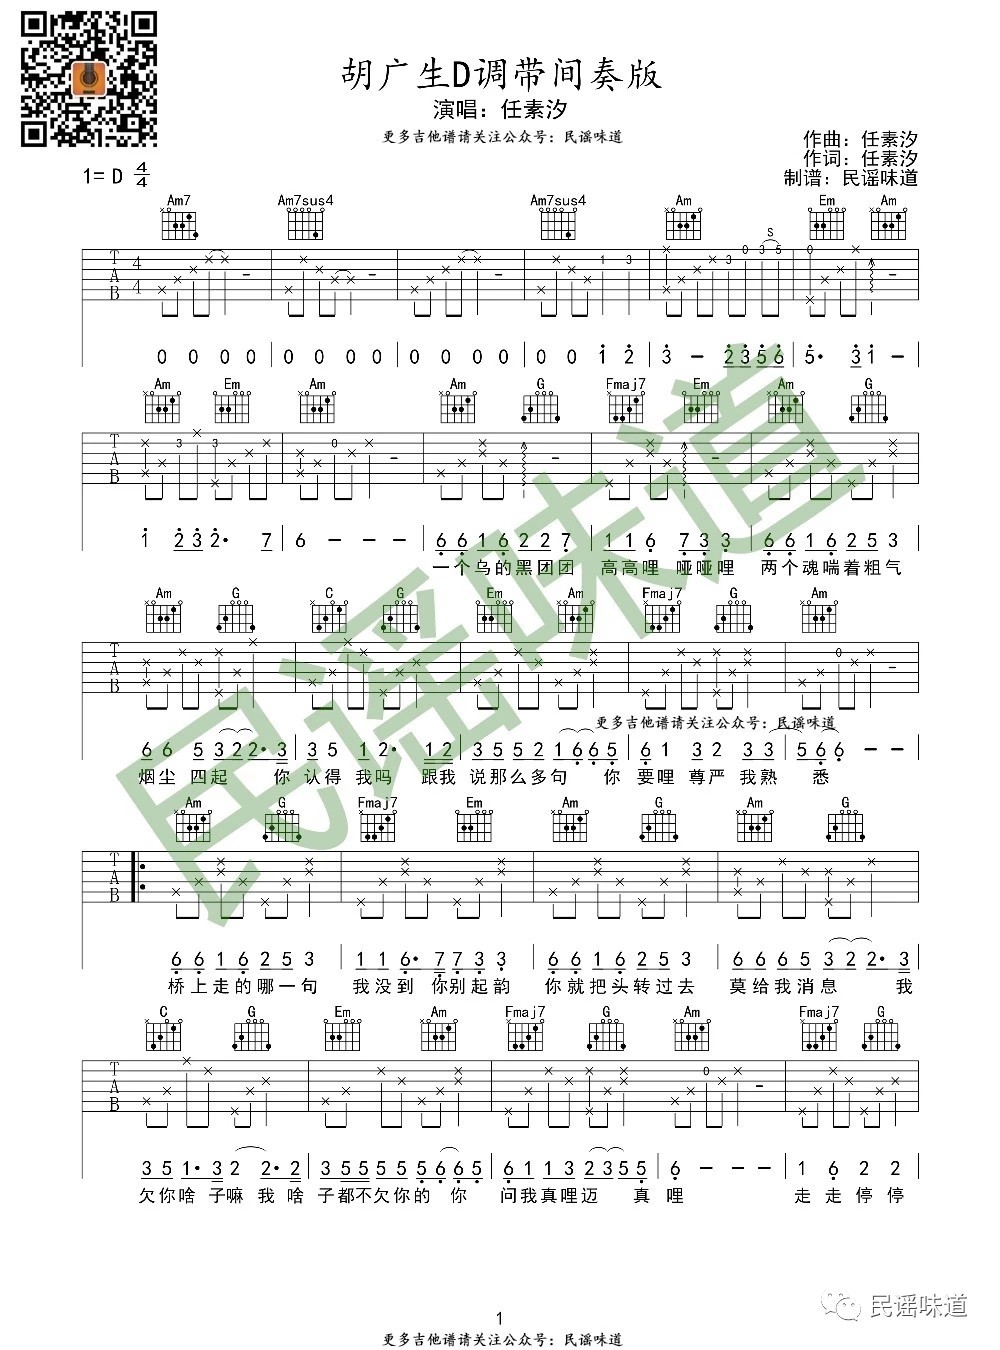 胡广生D调带间奏版
演唱：任素汐
更多吉他谱请关注公众号：民谣味道
作曲：任素汐
作词：任素汐
制谱：民谣味道
1= D 4/4
Am7 Am7sus4 Am7sus4 Am Em Am
T A B 4 4 1 3 3 0 3 5 S 0
0 0 0 0 0 0 0 0 0 0 0 0 0 0 1 2 3 - 2 3 5 6 5· 3 1 -
Am Em Am Am G Fmaj7 Em Am G
T A B 3 3 0
1 2 3 2· 7 6 - - - 6 6 1 6 2 2 7 1 1 6 7 3 3 6 6 1 6 2 5 3
一个乌的黑团团 高高哩 哑哑哩 两个魂喘着粗气
Am G C G Em Am Fmaj7 G Am
T A B
更多吉他谱请关注公众号：民谣味道
6 6 5 3 2 2· 3 3 5 1 2· 1 2 3 5 5 2 1 6 6 5 6 1 3 2 3 3 5 6 6 - -
烟尘 四起 你 认得 我吗 跟我 说那么多句 你 要哩 尊严 我熟 悉
Am G Fmaj7 Em Am G Am G
T A B
6 6 1 6 2 5 3 1 1 6· 7 7 3 3 6 6 1 6 2 5 3 6 6 6 5 3 2 2· 3
桥上走的哪一句 我没到 你别起韵 你就把头转过去 莫给我消息 我
C G Em Am Fmaj7 G Am Fmaj7 G
T A B 0
3 5 1· 3 2 2· 2 3 5 5 5 5 6 6 5 6 1 1 3 2 3 5 5 6 - - - 1 6 2 2
欠你啥 子嘛 我 啥 子都不欠你的 你 问我真哩迈 真 哩 走 走 停 停
民谣味道
1
更多吉他谱请关注公众号：民谣味道
民谣味道